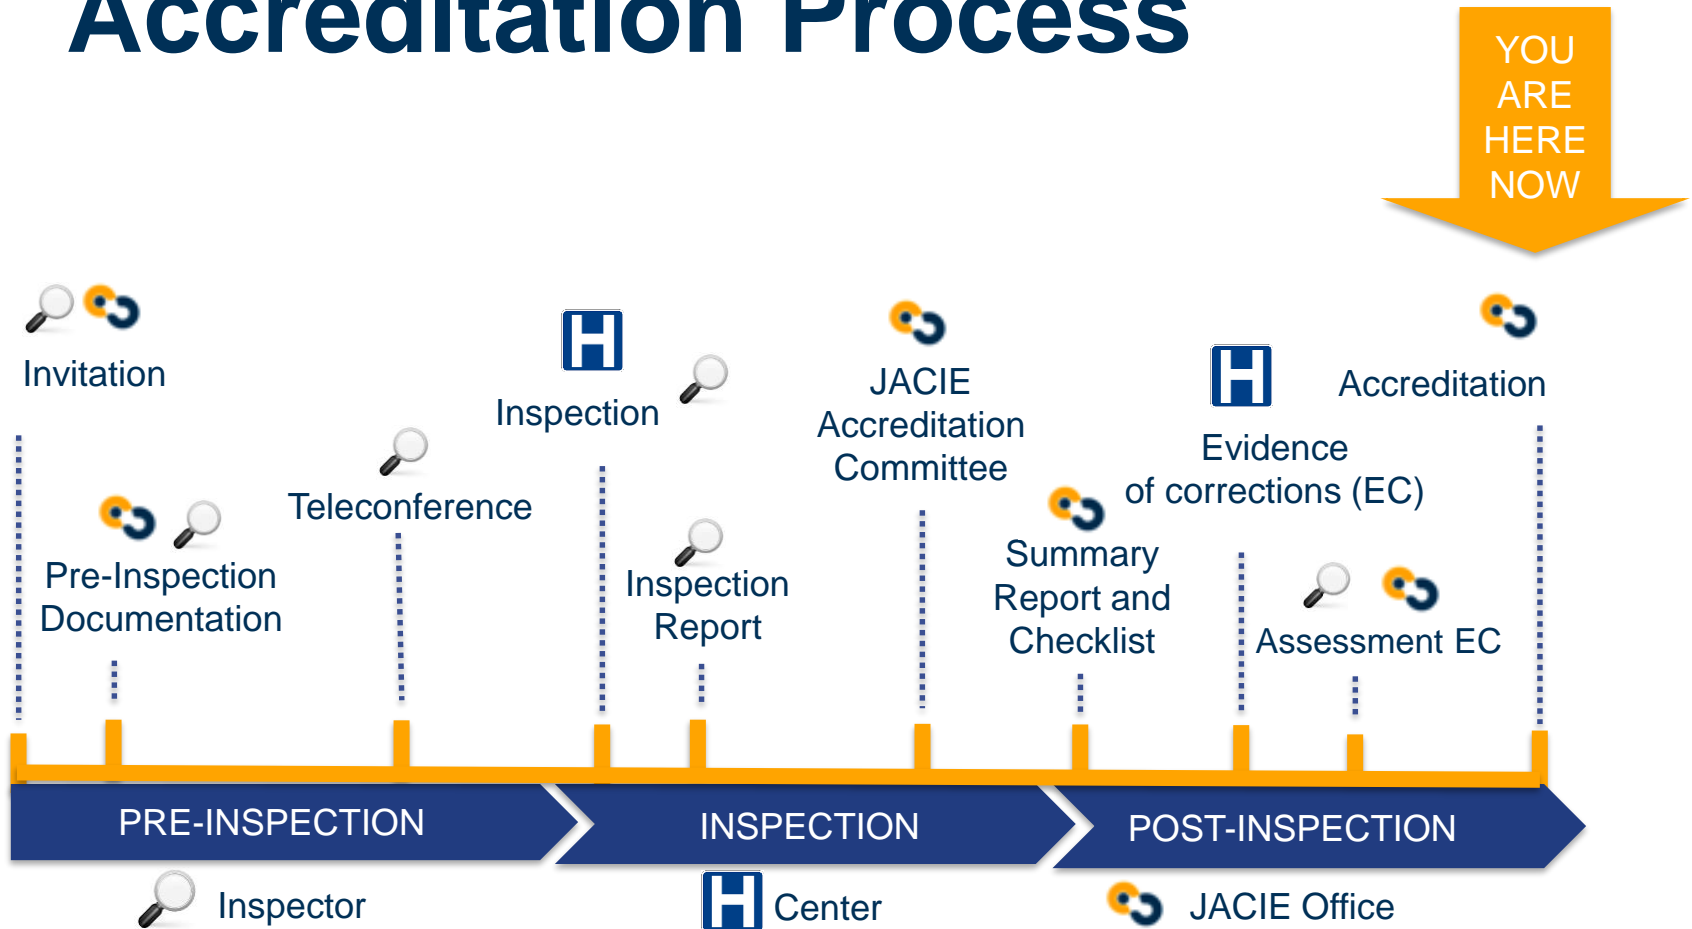 Accreditation Process
YOU
ARE
HERE
NOW
Invitation
Pre-Inspection
Documentation
Teleconference
Inspection
Inspection
Report
JACIE
Accreditation
Committee
Summary
Report and
Checklist
Evidence
of corrections (EC)
Assessment EC
Accreditation
PRE-INSPECTION
INSPECTION
POST-INSPECTION
Inspector
H Center
JACIE Office